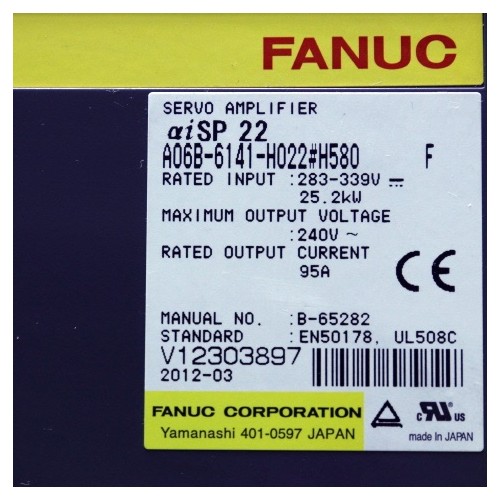 FANUC
SERVO AMPLIFIER
αiSP 22
A06B-6141-H022#H580 F
RATED INPUT :283-339V ⎓
25.2kW
MAXIMUM OUTPUT VOLTAGE
:240V ~
RATED OUTPUT CURRENT
95A
CE
MANUAL NO. :B-65282
STANDARD :EN50178, UL508C
V12303897
2012-03
FANUC CORPORATION
Yamanashi 401-0597 JAPAN
c RU US
made in JAPAN